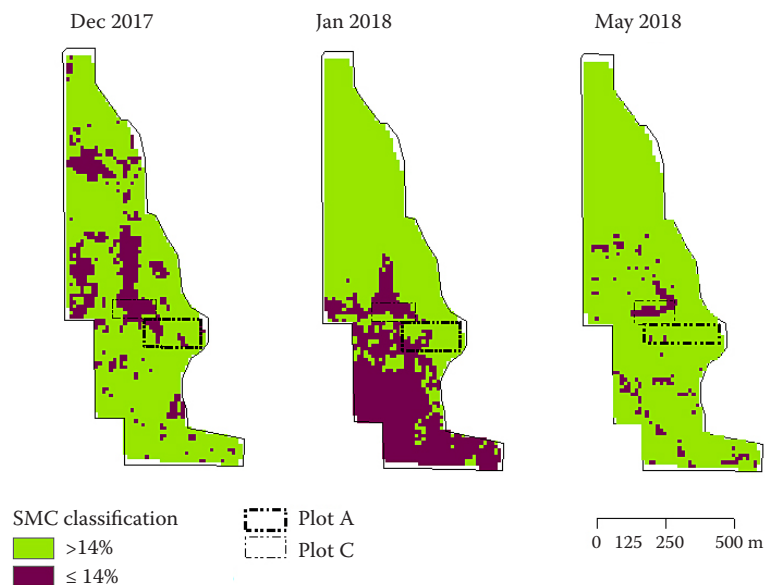 Dec 2017
Jan 2018
May 2018
SMC classification
>14%
≤ 14%
Plot A
Plot C
0 125 250 500 m